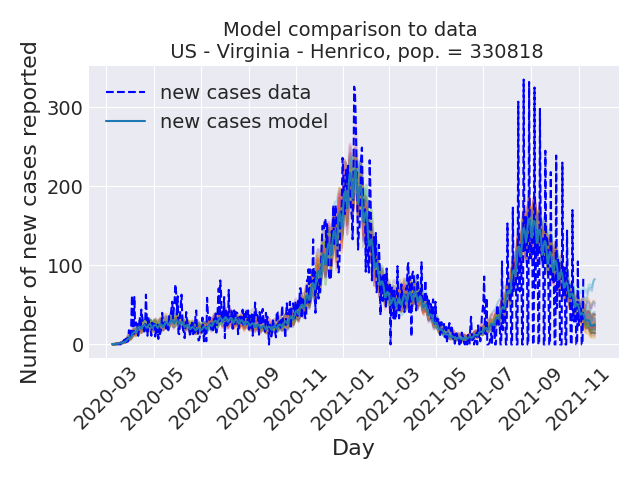 Model comparison to data
US - Virginia - Henrico, pop. = 330818
Number of new cases reported
new cases data
new cases model
300
200
100
0
2020-03
2020-05
2020-07
2020-09
2020-11
2021-01
2021-03
2021-05
2021-07
2021-09
2021-11
Day